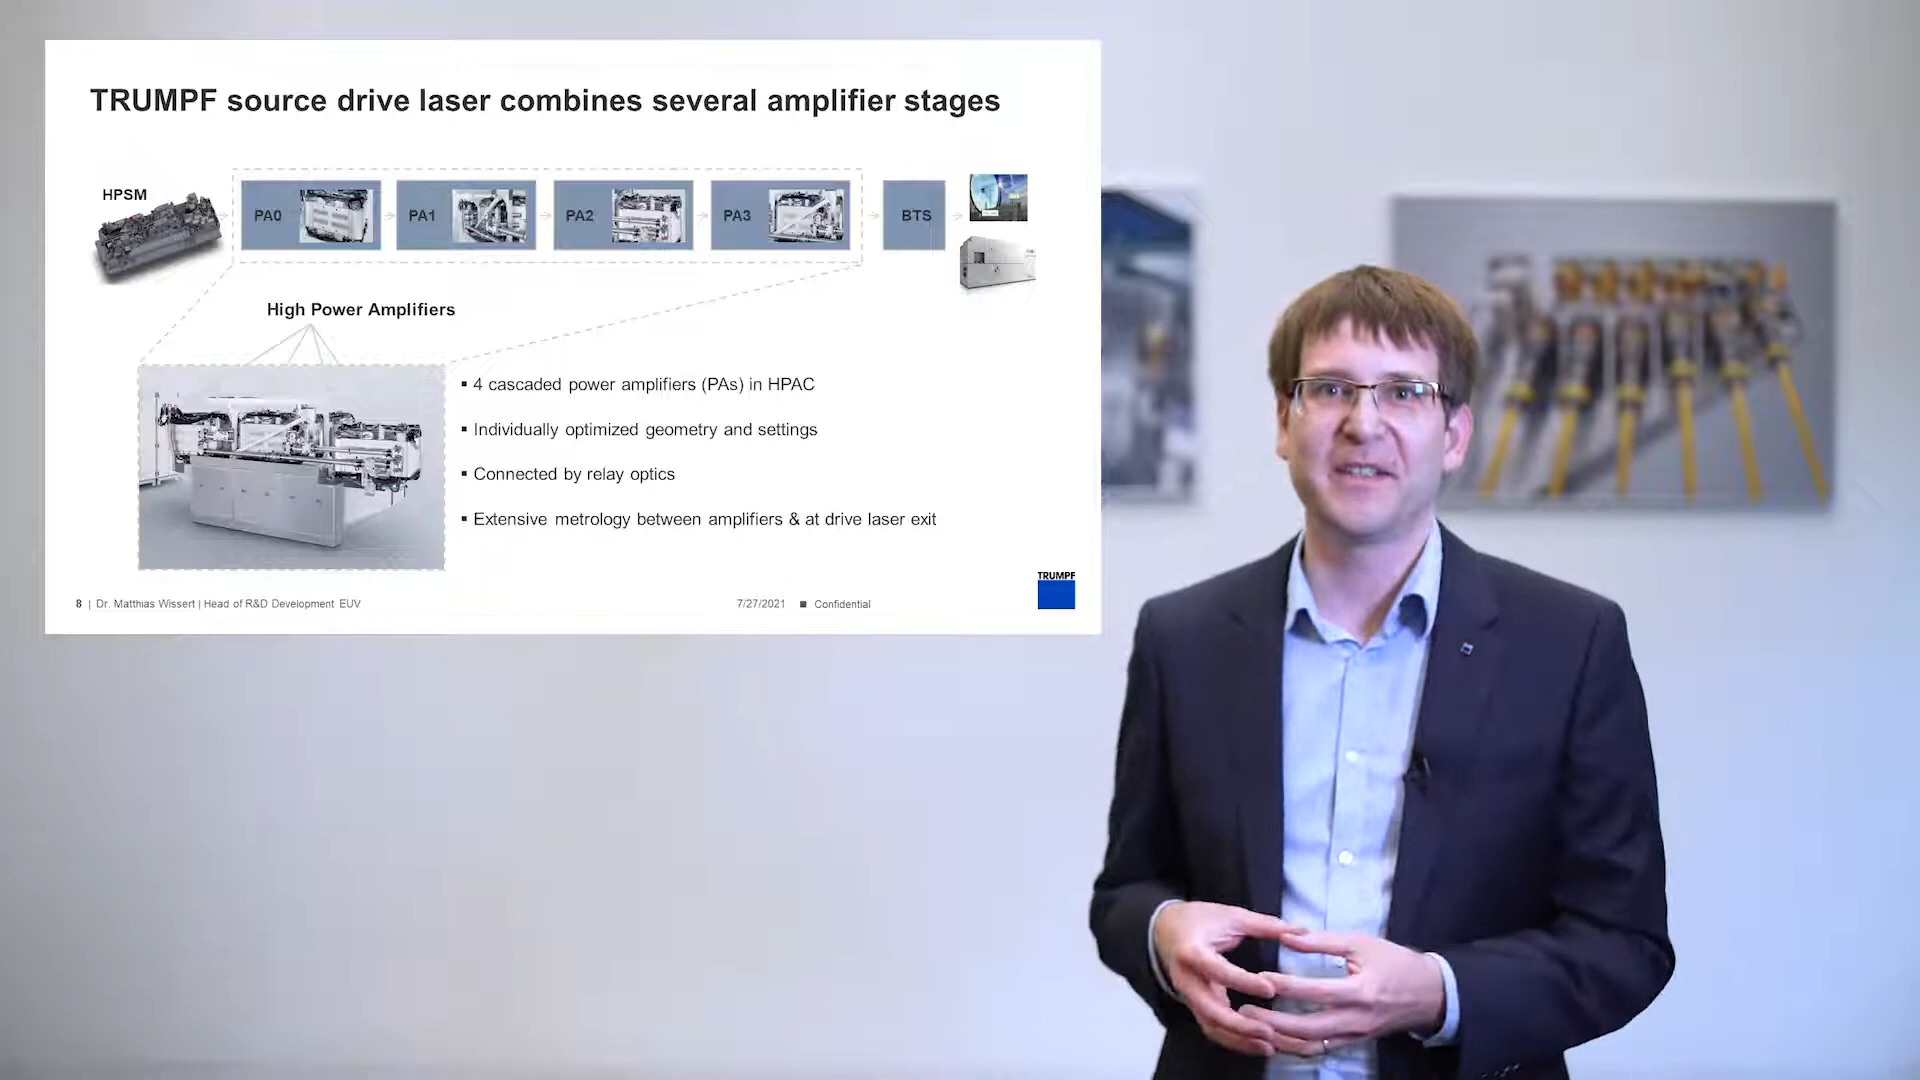 TRUMPF source drive laser combines several amplifier stages
HPSM
PA0
PA1
PA2
PA3
BTS
High Power Amplifiers
▪ 4 cascaded power amplifiers (PAs) in HPAC
▪ Individually optimized geometry and settings
▪ Connected by relay optics
▪ Extensive metrology between amplifiers & at drive laser exit
8 | Dr. Matthias Wissert | Head of R&D Development EUV
7/27/2021 ■ Confidential
TRUMPF